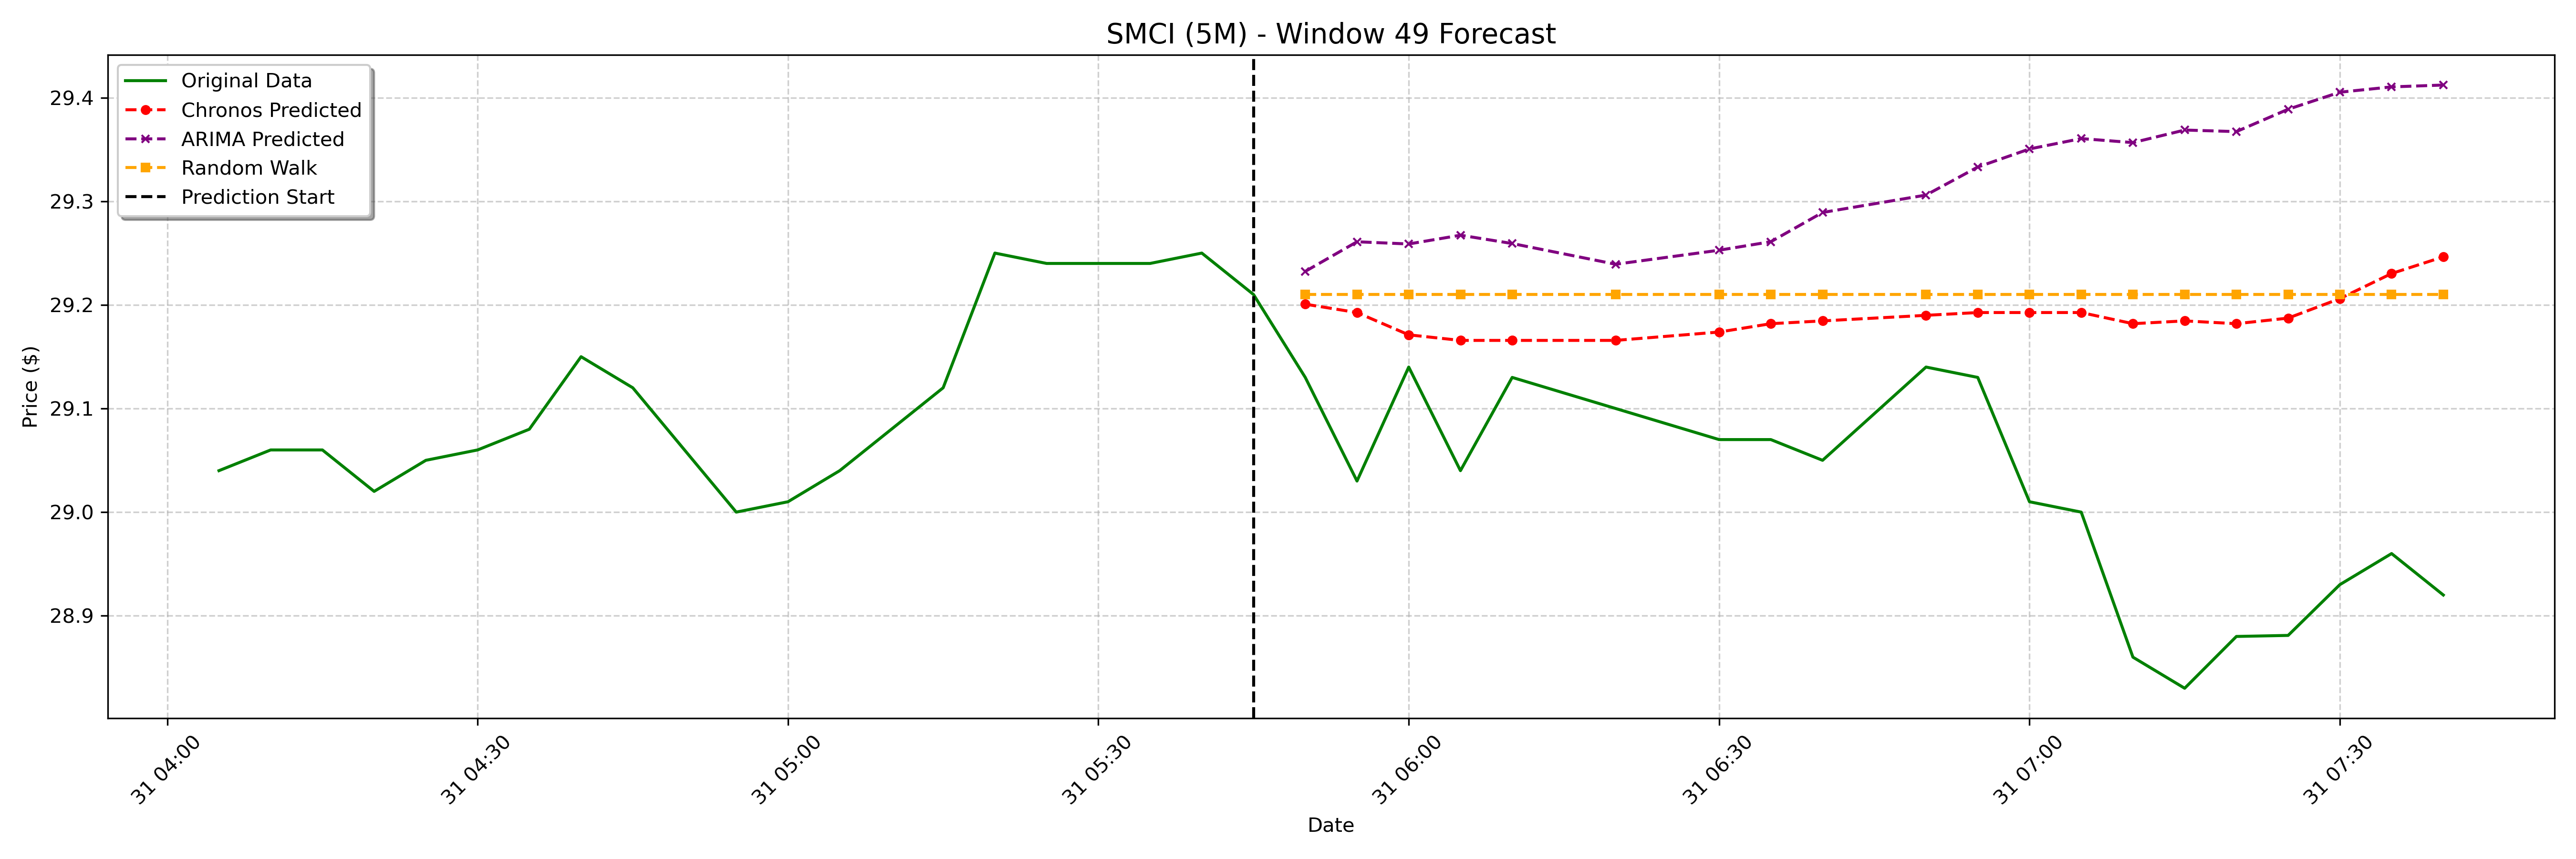 SMCI (5M) - Window 49 Forecast
Original Data
Chronos Predicted
ARIMA Predicted
Random Walk
Prediction Start
29.4
29.3
29.2
29.1
29.0
28.9
Price ($)
31 04:00
31 04:30
31 05:00
31 05:30
31 06:00
31 06:30
31 07:00
31 07:30
Date